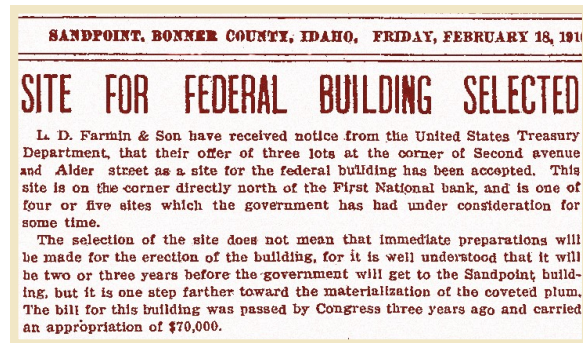 SANDPOINT, BONNER COUNTY, IDAHO, FRIDAY, FEBRUARY 18, 191
SITE FOR FEDERAL BUILDING SELECTED
L. D. Farmin & Son have received notice from the United States Treasury
Department, that their offer of three lots at the corner of Second avenue
and Alder street as a site for the federal building has been accepted. This
site is on the corner directly north of the First National bank, and is one of
four or five sites which the government has had under consideration for
some time.
The selection of the site does not mean that immediate preparations will
be made for the erection of the building, for it is well understood that it will
be two or three years before the government will get to the Sandpoint build-
ing, but it is one step farther toward the materialization of the coveted plum.
The bill for this building was passed by Congress three years ago and carried
an appropriation of $70,000.